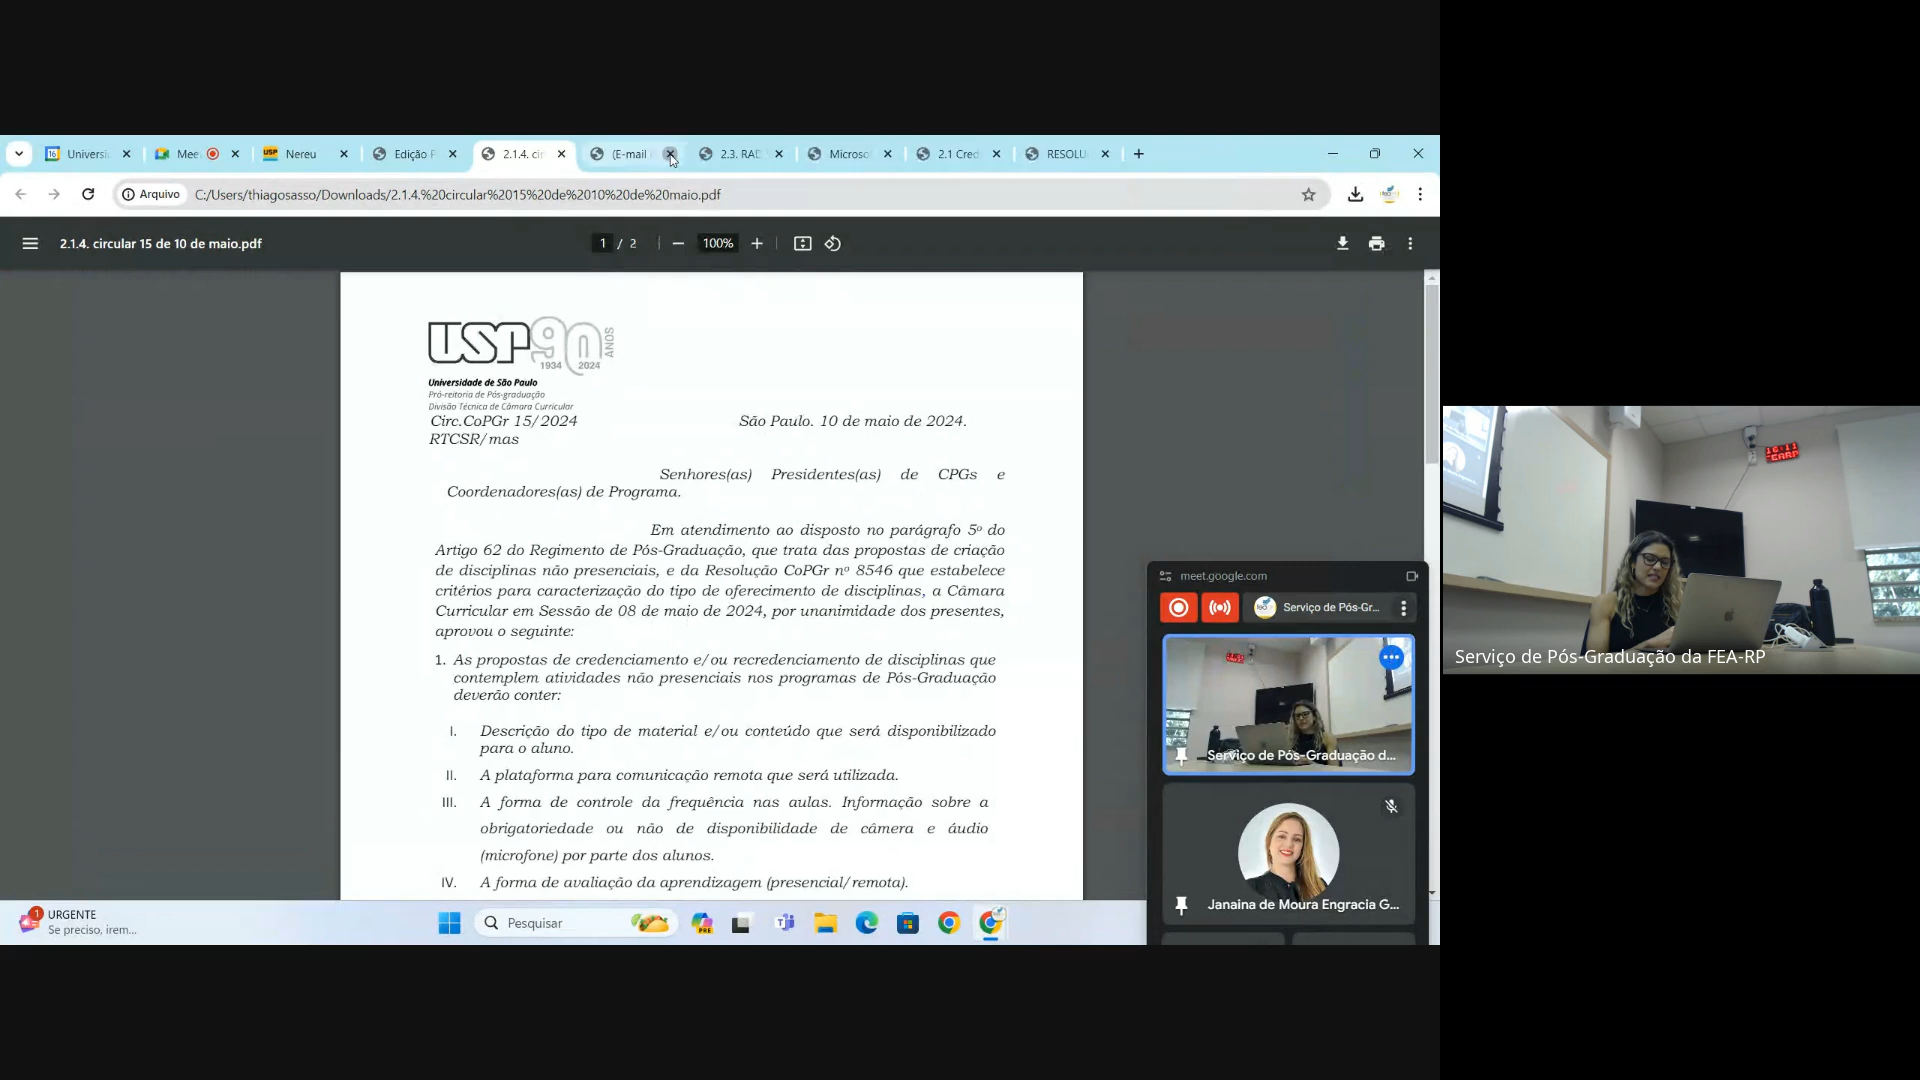 16 Universi
Mee
USP Nereu
Edição P
2.1.4. cir
(E-mail
2.3. RAD
Microso
2.1 Cred
RESOLU
Arquivo C:/Users/thiagosasso/Downloads/2.1.4.%20circular%2015%20de%2010%20de%20maio.pdf
2.1.4. circular 15 de 10 de maio.pdf
1 / 2
100%
USP 90 ANOS
1934 2024
Universidade de São Paulo
Pró-reitoria de Pós-graduação
Divisão Técnica de Câmara Curricular
Circ.CoPGr 15/2024 São Paulo. 10 de maio de 2024.
RTCSR/mas
Senhores(as) Presidentes(as) de CPGs e
Coordenadores(as) de Programa.
Em atendimento ao disposto no parágrafo 5º do
Artigo 62 do Regimento de Pós-Graduação, que trata das propostas de criação
de disciplinas não presenciais, e da Resolução CoPGr nº 8546 que estabelece
critérios para caracterização do tipo de oferecimento de disciplinas, a Câmara
Curricular em Sessão de 08 de maio de 2024, por unanimidade dos presentes,
aprovou o seguinte:
1. As propostas de credenciamento e/ou recredenciamento de disciplinas que
contemplem atividades não presenciais nos programas de Pós-Graduação
deverão conter:
I. Descrição do tipo de material e/ou conteúdo que será disponibilizado
para o aluno.
II. A plataforma para comunicação remota que será utilizada.
III. A forma de controle da frequência nas aulas. Informação sobre a
obrigatoriedade ou não de disponibilidade de câmera e áudio
(microfone) por parte dos alunos.
IV. A forma de avaliação da aprendizagem (presencial/remota).
meet.google.com
Serviço de Pós-Gr...
Serviço de Pós-Graduação d...
Janaina de Moura Engracia G...
1 URGENTE
Se preciso, irem...
Pesquisar
PRE
16:11
Serviço de Pós-Graduação da FEA-RP